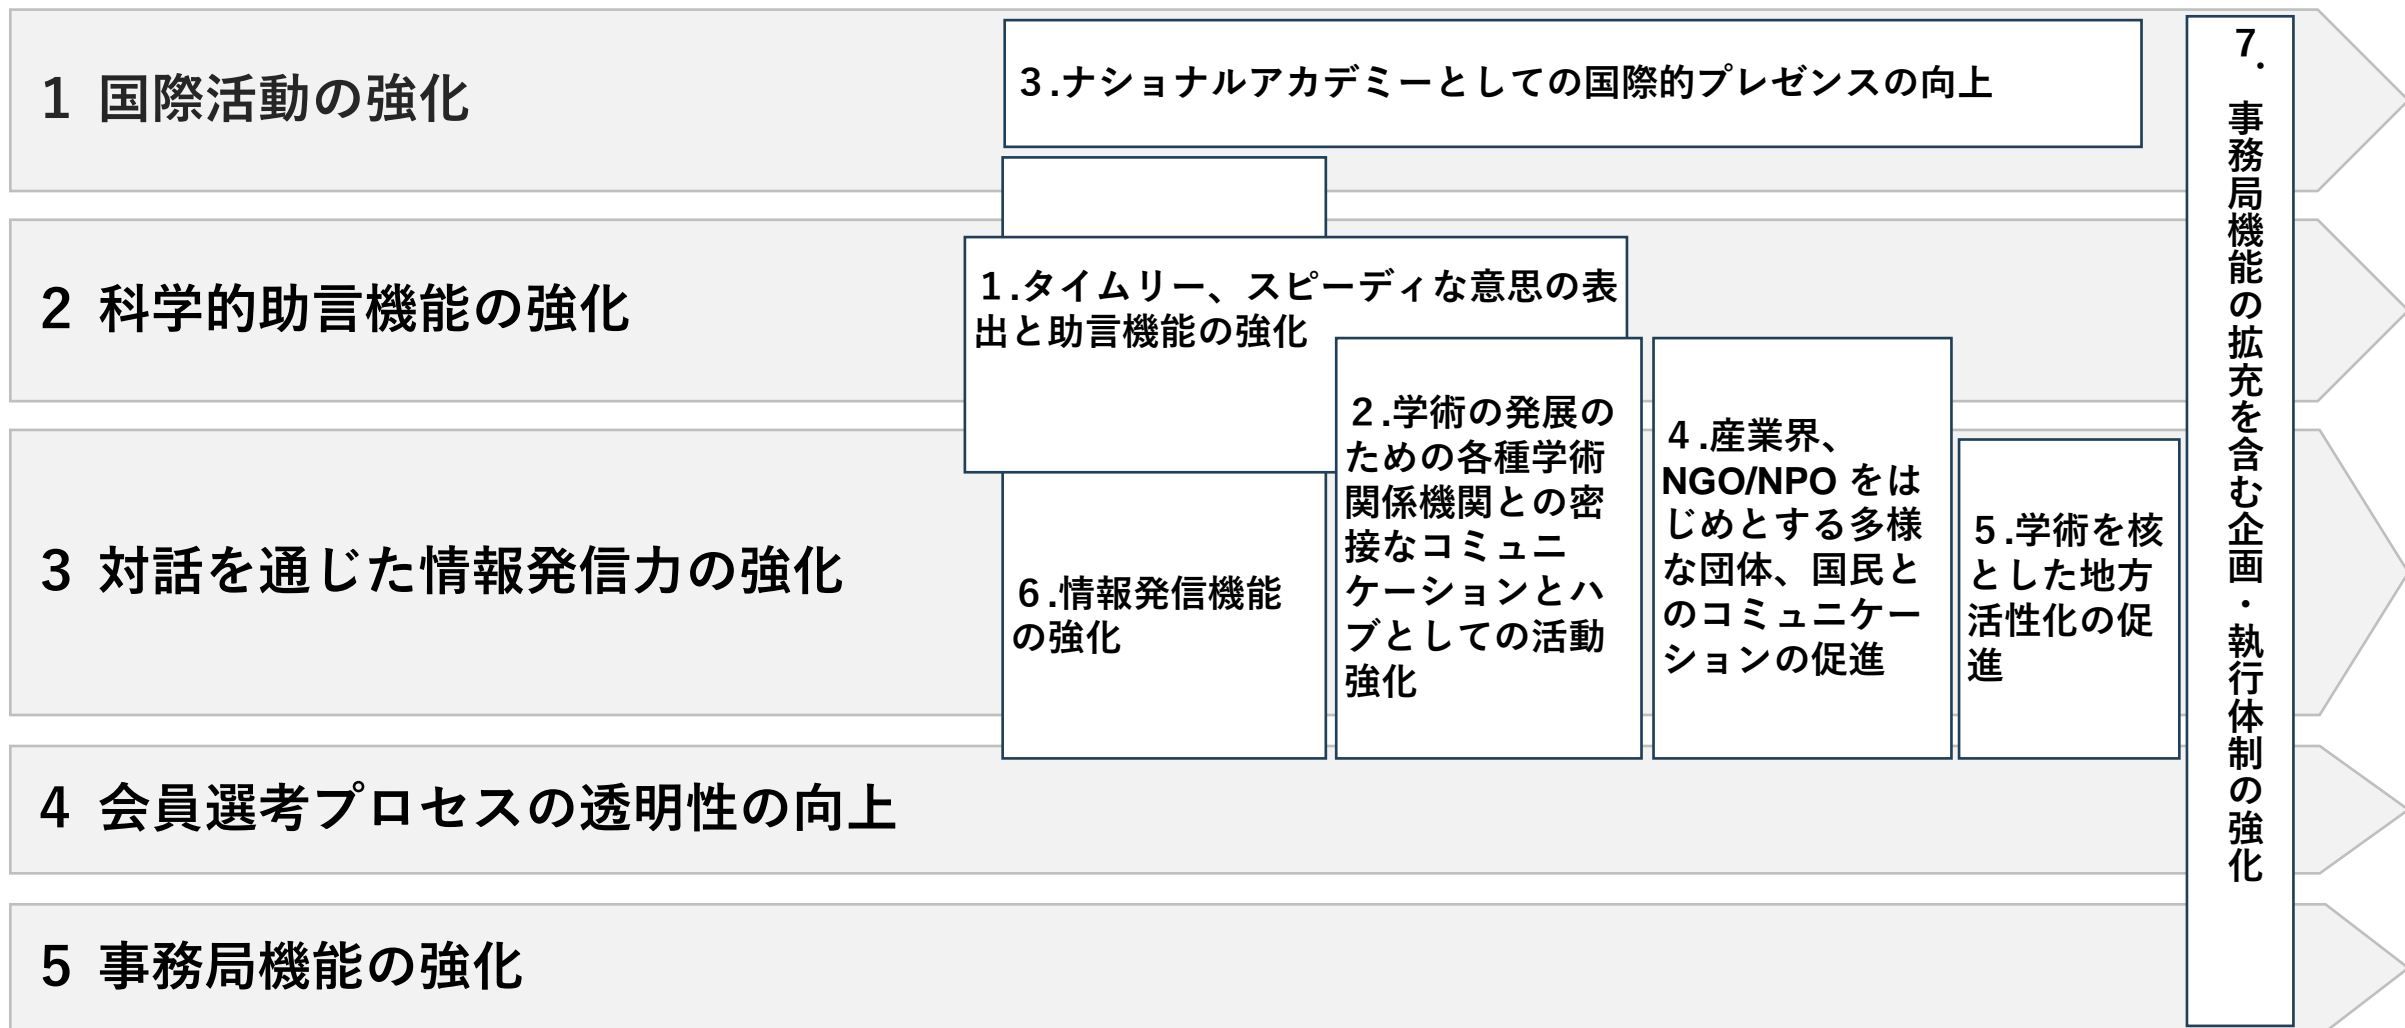 1 国際活動の強化
３.ナショナルアカデミーとしての国際的プレゼンスの向上
2 科学的助言機能の強化
１.タイムリー、スピーディな意思の表
出と助言機能の強化
3 対話を通じた情報発信力の強化
６.情報発信機能
の強化
２.学術の発展の
ための各種学術
関係機関との密
接なコミュニ
ケーションとハ
ブとしての活動
強化
４.産業界、
NGO/NPO をは
じめとする多様
な団体、国民と
のコミュニケー
ションの促進
５.学術を核
とした地方
活性化の促
進
4 会員選考プロセスの透明性の向上
5 事務局機能の強化
７．事務局機能の拡充を含む企画・執行体制の強化